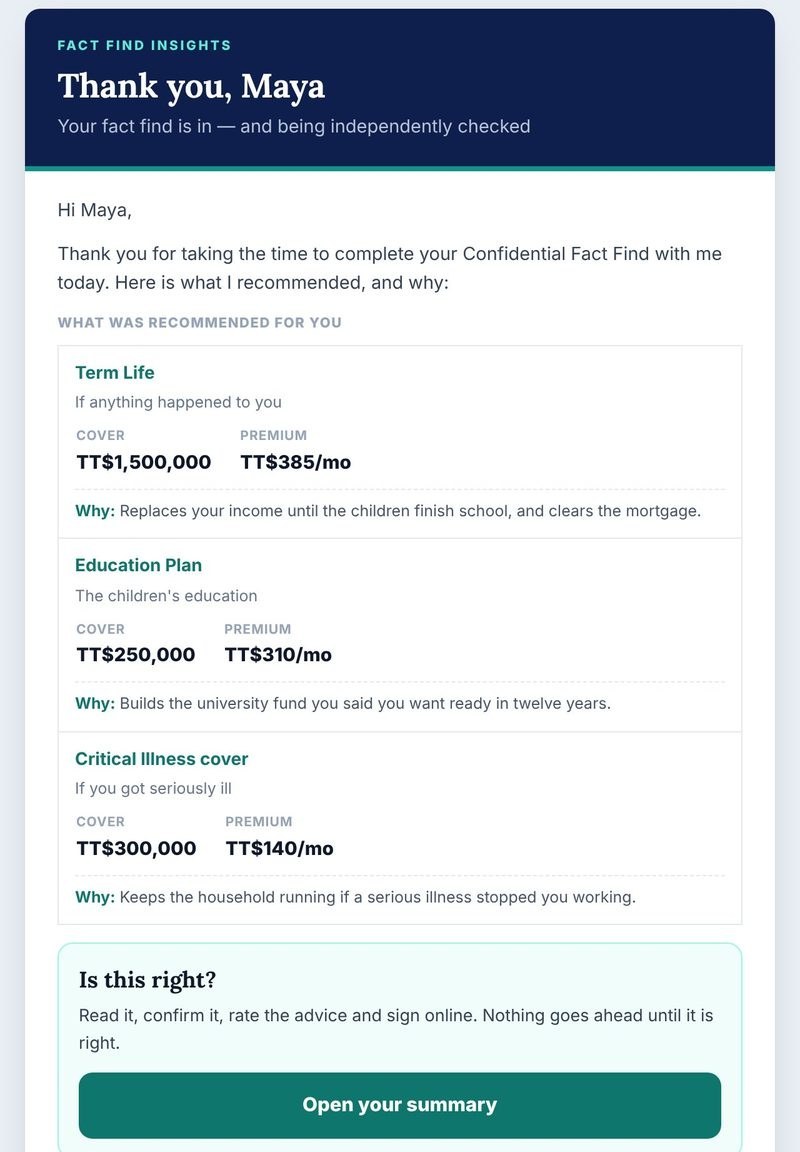 FACT FIND INSIGHTS
Thank you, Maya
Your fact find is in — and being independently checked
Hi Maya,
Thank you for taking the time to complete your Confidential Fact Find with me
today. Here is what I recommended, and why:
WHAT WAS RECOMMENDED FOR YOU
Term Life
If anything happened to you
COVER PREMIUM
TT$1,500,000 TT$385/mo
Why: Replaces your income until the children finish school, and clears the mortgage.
Education Plan
The children's education
COVER PREMIUM
TT$250,000 TT$310/mo
Why: Builds the university fund you said you want ready in twelve years.
Critical Illness cover
If you got seriously ill
COVER PREMIUM
TT$300,000 TT$140/mo
Why: Keeps the household running if a serious illness stopped you working.
Is this right?
Read it, confirm it, rate the advice and sign online. Nothing goes ahead until it is
right.
Open your summary